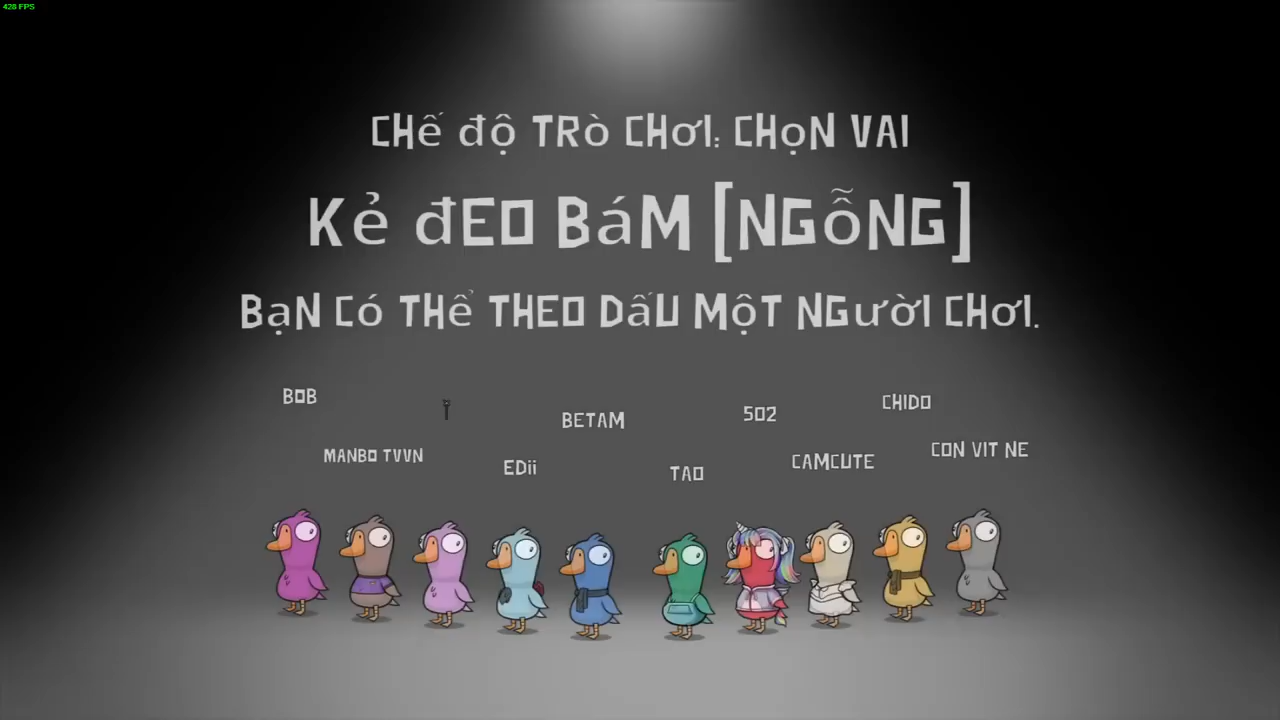 428 FPS
CHẾ ĐỘ TRÒ CHƠI: CHỌN VAI
KẺ ĐEO BÁM [NGỖNG]
BẠN CÓ THỂ THEO DẤU MỘT NGƯỜI CHƠI.
BOB
BETAM
502
CHIDO
MANBO TVVN
EDii
TAO
CAMCUTE
CON VIT NE